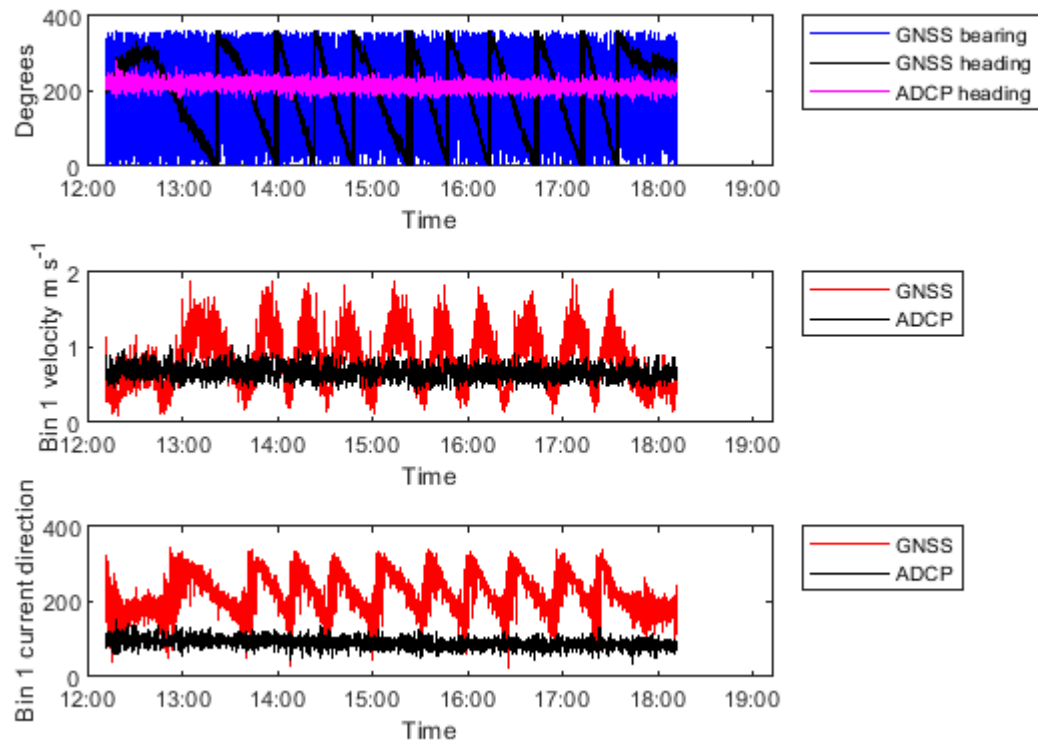 400
200
0
Degrees
12:00 13:00 14:00 15:00 16:00 17:00 18:00 19:00
Time
GNSS bearing
GNSS heading
ADCP heading
2
1
0
Bin 1 velocity m s⁻¹
12:00 13:00 14:00 15:00 16:00 17:00 18:00 19:00
Time
GNSS
ADCP
400
200
0
Bin 1 current direction
12:00 13:00 14:00 15:00 16:00 17:00 18:00 19:00
Time
GNSS
ADCP